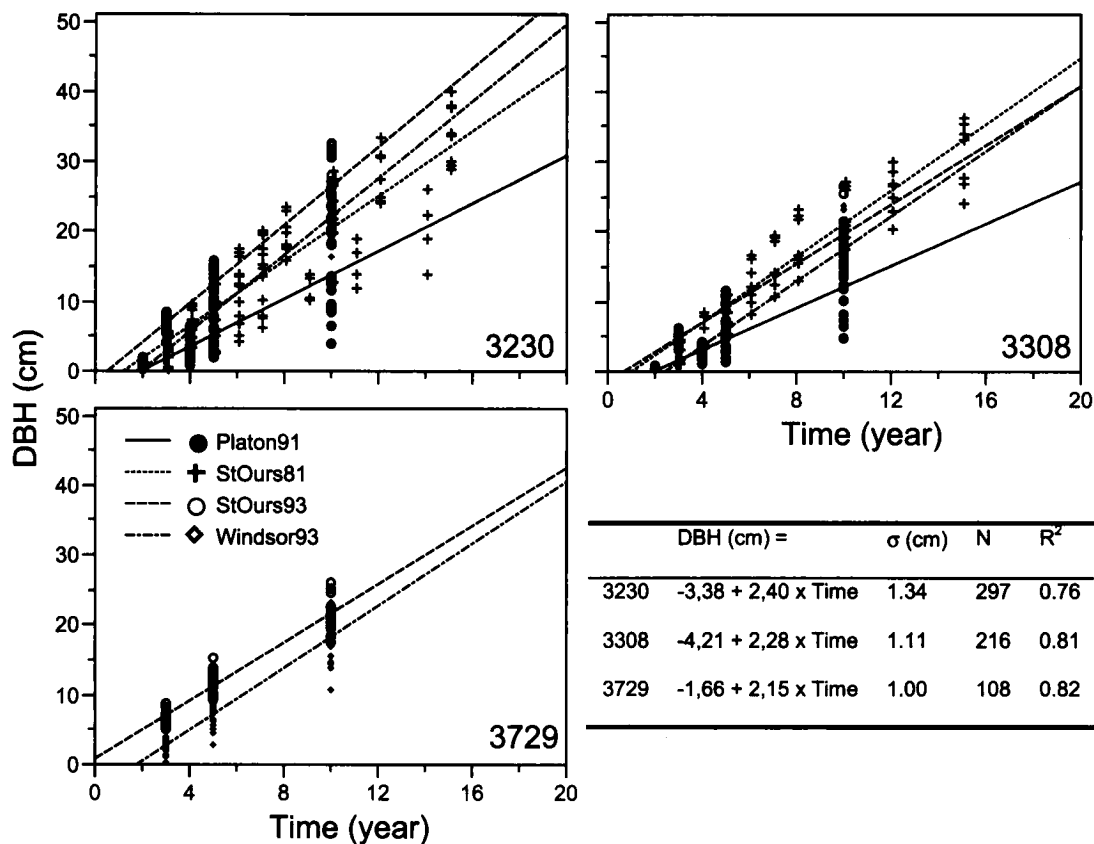 50
40
30
20
10
0
3230
DBH (cm)
3308
4 8 12 16 20
Time (year)
50
40
30
20
10
0
Platon91
StOurs81
StOurs93
Windsor93
3729
0 4 8 12 16 20
Time (year)
DBH (cm) = σ (cm) N R²
3230 -3,38 + 2,40 x Time 1.34 297 0.76
3308 -4,21 + 2,28 x Time 1.11 216 0.81
3729 -1,66 + 2,15 x Time 1.00 108 0.82